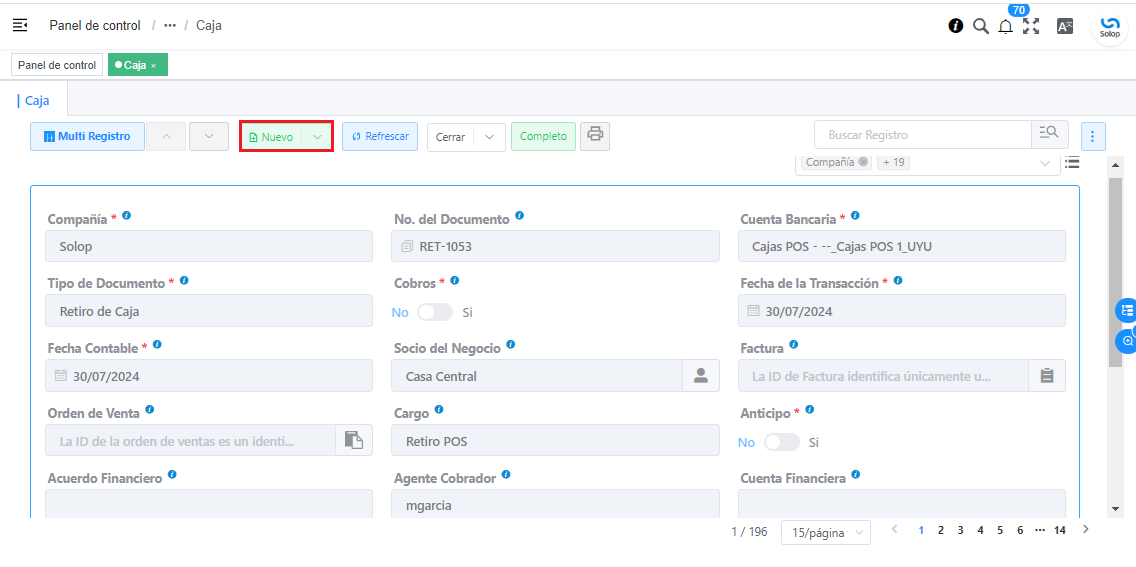 70
Panel de control / ··· / Caja
Solop
Panel de control
Caja ×
Caja
Multi Registro
Nuevo
Refrescar
Cerrar
Completo
Buscar Registro
Compañía
+ 19
Compañía *
No. del Documento
Cuenta Bancaria *
Solop
RET-1053
Cajas POS - --_Cajas POS 1_UYU
Tipo de Documento *
Cobros *
Fecha de la Transacción *
Retiro de Caja
No Si
30/07/2024
Fecha Contable *
Socio del Negocio
Factura
30/07/2024
Casa Central
La ID de Factura identifica únicamente u...
Orden de Venta
Cargo
Anticipo *
La ID de la orden de ventas es un identi...
Retiro POS
No Si
Acuerdo Financiero
Agente Cobrador
Cuenta Financiera
mgarcia
1 / 196
15/página
1 2 3 4 5 6 ··· 14